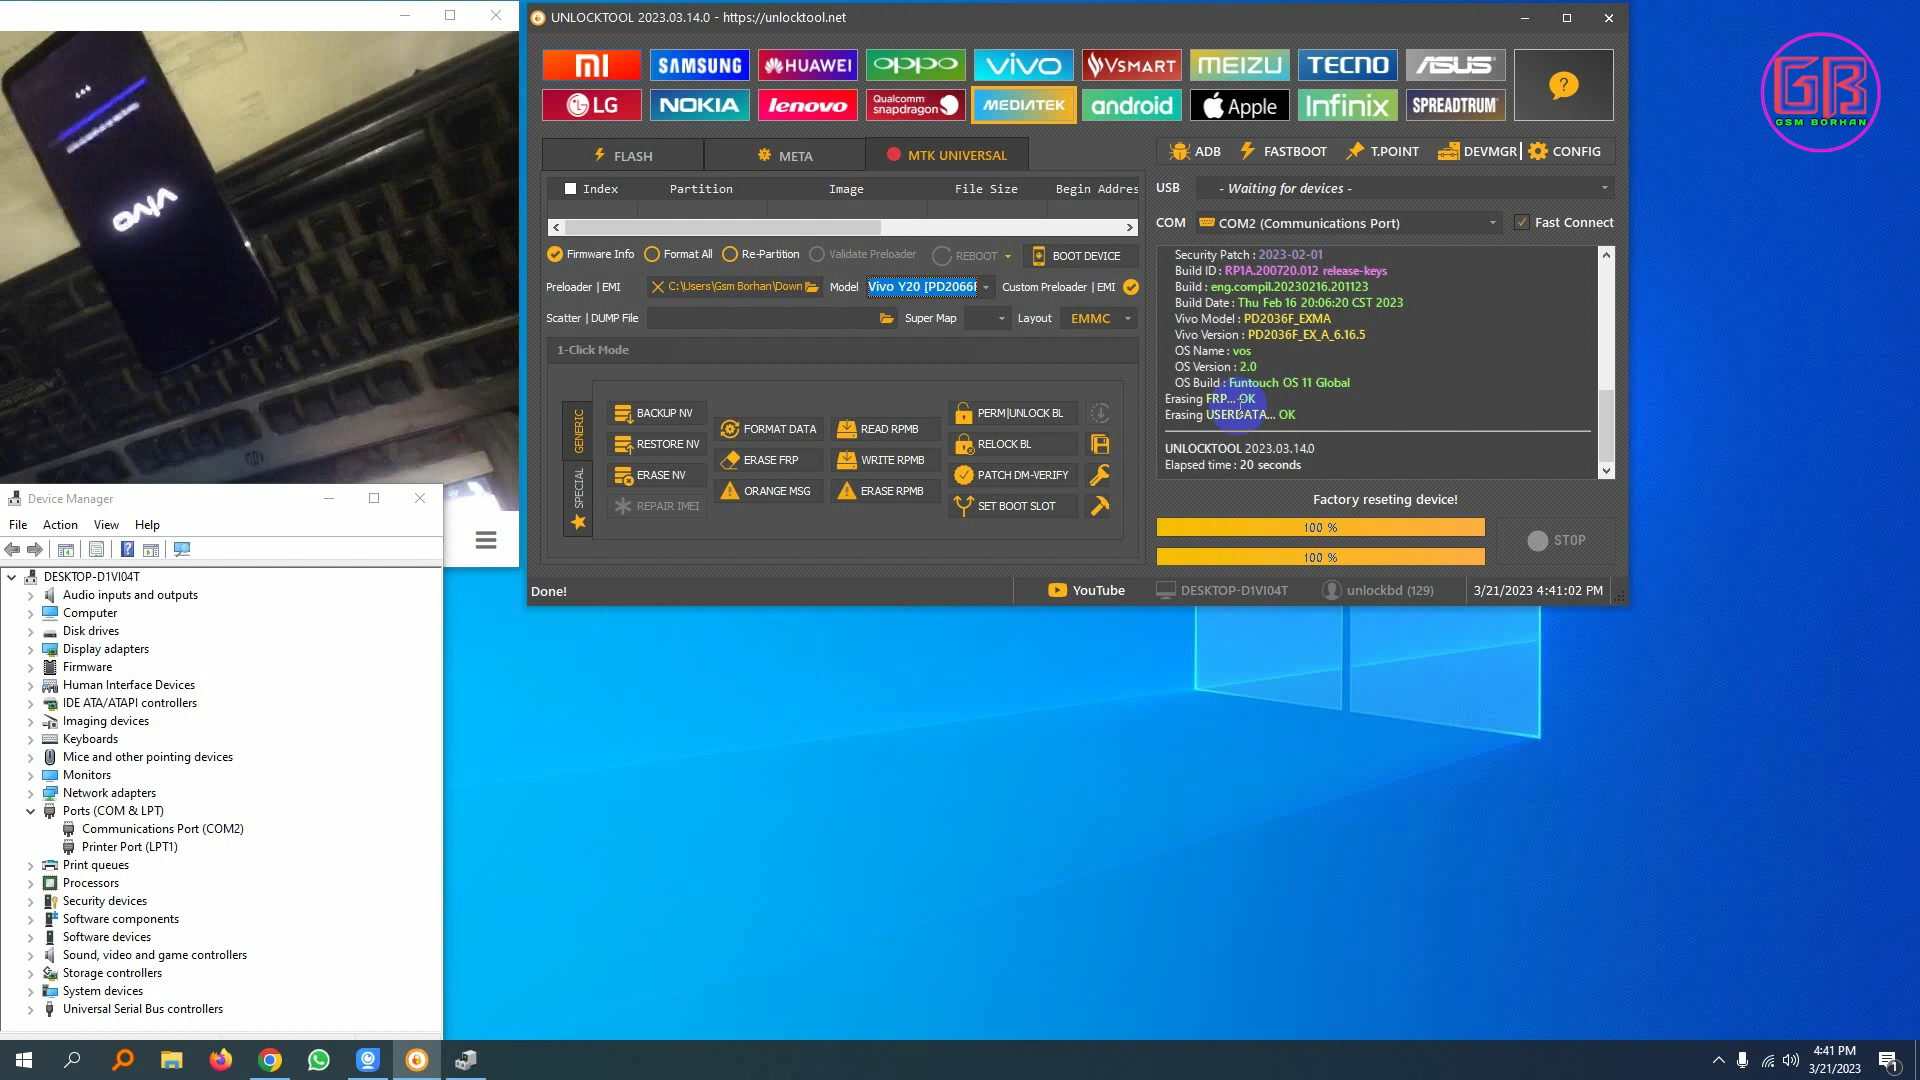 vivo
UNLOCKTOOL 2023.03.14.0 - https://unlocktool.net
SAMSUNG
HUAWEI
oppo
vivo
VSMART
MEIZU
TECNO
ASUS
?
LG
NOKIA
lenovo
Qualcomm
snapdragon
MEDIATEK
android
Apple
Infinix
SPREADTRUM
GB
GSM BORHAN
FLASH
META
MTK UNIVERSAL
ADB
FASTBOOT
T.POINT
DEVMGR
CONFIG
Index
Partition
Image
File Size
Begin Addres
USB
- Waiting for devices -
COM
COM2 (Communications Port)
Fast Connect
Firmware Info
Format All
Re-Partition
Validate Preloader
REBOOT
BOOT DEVICE
Preloader | EMI
C:\Users\Gsm Borhan\Down
Model
Vivo Y20 [PD2066F
Custom Preloader | EMI
Scatter | DUMP File
Super Map
Layout
EMMC
1-Click Mode
GENERIC
SPECIAL
BACKUP NV
RESTORE NV
ERASE NV
REPAIR IMEI
FORMAT DATA
ERASE FRP
ORANGE MSG
READ RPMB
WRITE RPMB
ERASE RPMB
PERM|UNLOCK BL
RELOCK BL
PATCH DM-VERIFY
SET BOOT SLOT
Security Patch : 2023-02-01
Build ID : RP1A.200720.012 release-keys
Build : eng.compil.20230216.201123
Build Date : Thu Feb 16 20:06:20 CST 2023
Vivo Model : PD2036F_EXMA
Vivo Version : PD2036F_EX_A_6.16.5
OS Name : vos
OS Version : 2.0
OS Build : Funtouch OS 11 Global
Erasing FRP... OK
Erasing USERDATA... OK
UNLOCKTOOL 2023.03.14.0
Elapsed time : 20 seconds
Factory reseting device!
100 %
100 %
STOP
Done!
YouTube
DESKTOP-D1VI04T
unlockbd (129)
3/21/2023 4:41:02 PM
Device Manager
File
Action
View
Help
DESKTOP-D1VI04T
Audio inputs and outputs
Computer
Disk drives
Display adapters
Firmware
Human Interface Devices
IDE ATA/ATAPI controllers
Imaging devices
Keyboards
Mice and other pointing devices
Monitors
Network adapters
Ports (COM & LPT)
Communications Port (COM2)
Printer Port (LPT1)
Print queues
Processors
Security devices
Software components
Software devices
Sound, video and game controllers
Storage controllers
System devices
Universal Serial Bus controllers
4:41 PM
3/21/2023
1